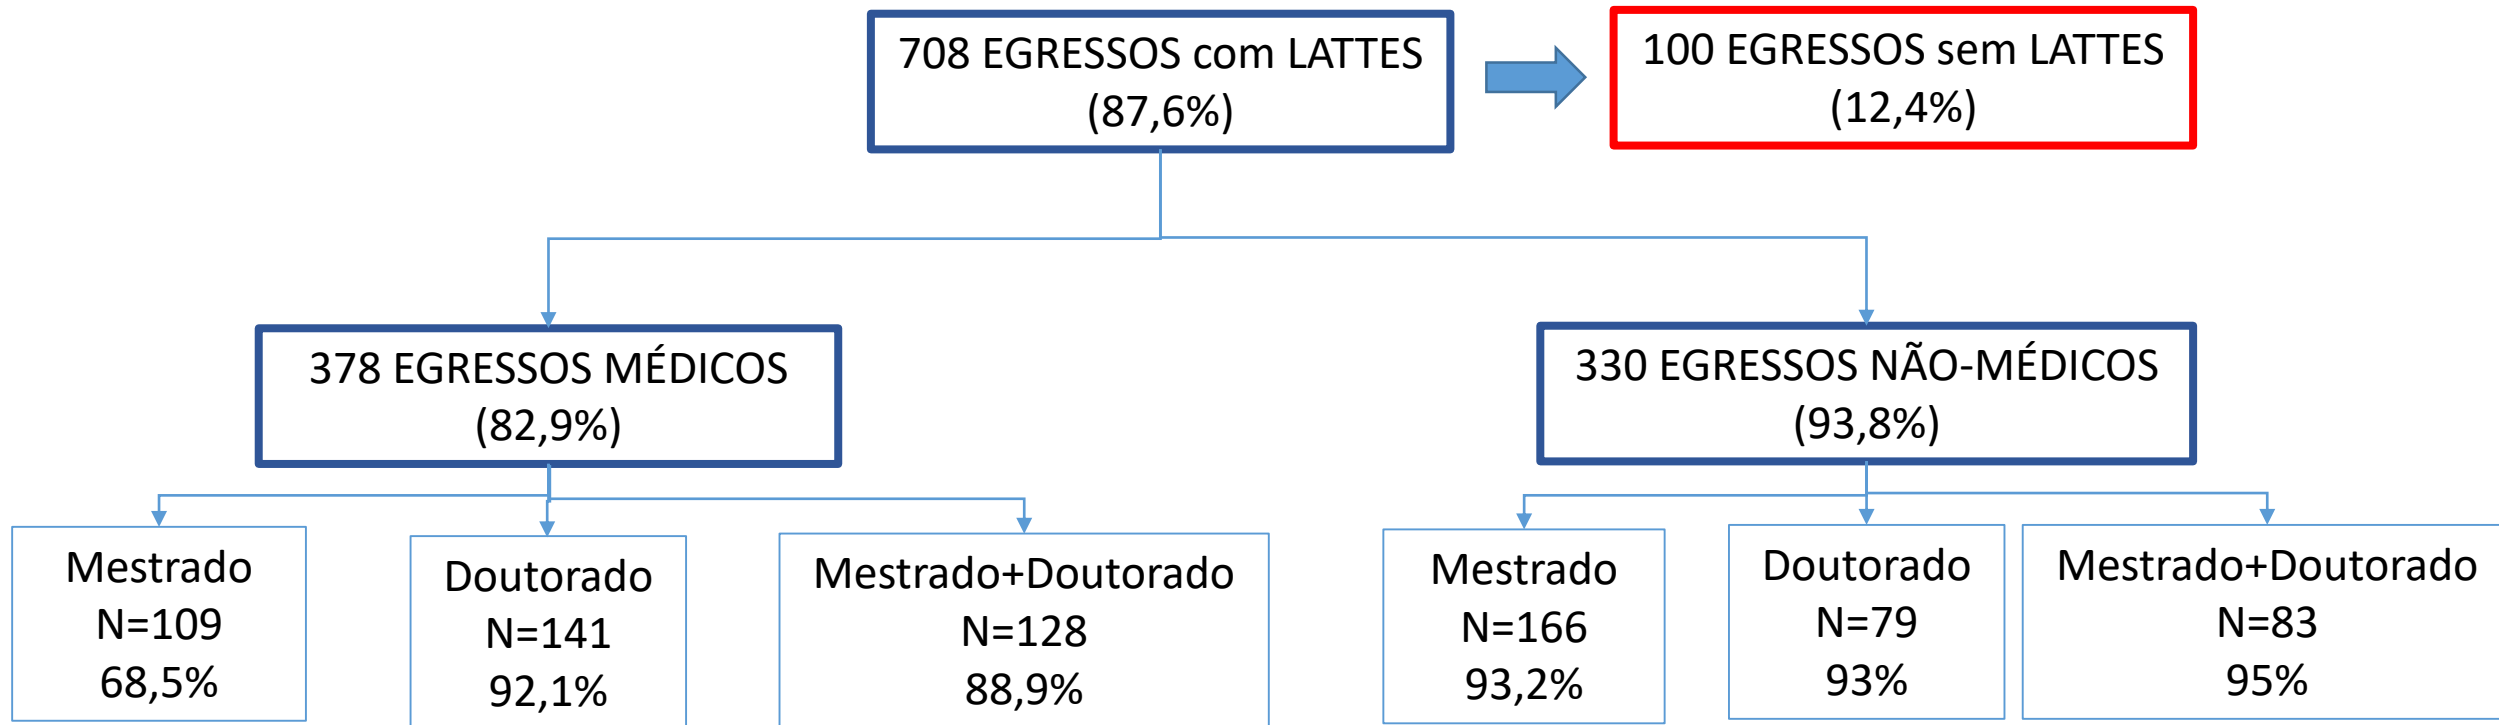 708 EGRESSOS com LATTES
(87,6%)
100 EGRESSOS sem LATTES
(12,4%)
378 EGRESSOS MÉDICOS
(82,9%)
330 EGRESSOS NÃO-MÉDICOS
(93,8%)
Mestrado
N=109
68,5%
Doutorado
N=141
92,1%
Mestrado+Doutorado
N=128
88,9%
Mestrado
N=166
93,2%
Doutorado
N=79
93%
Mestrado+Doutorado
N=83
95%